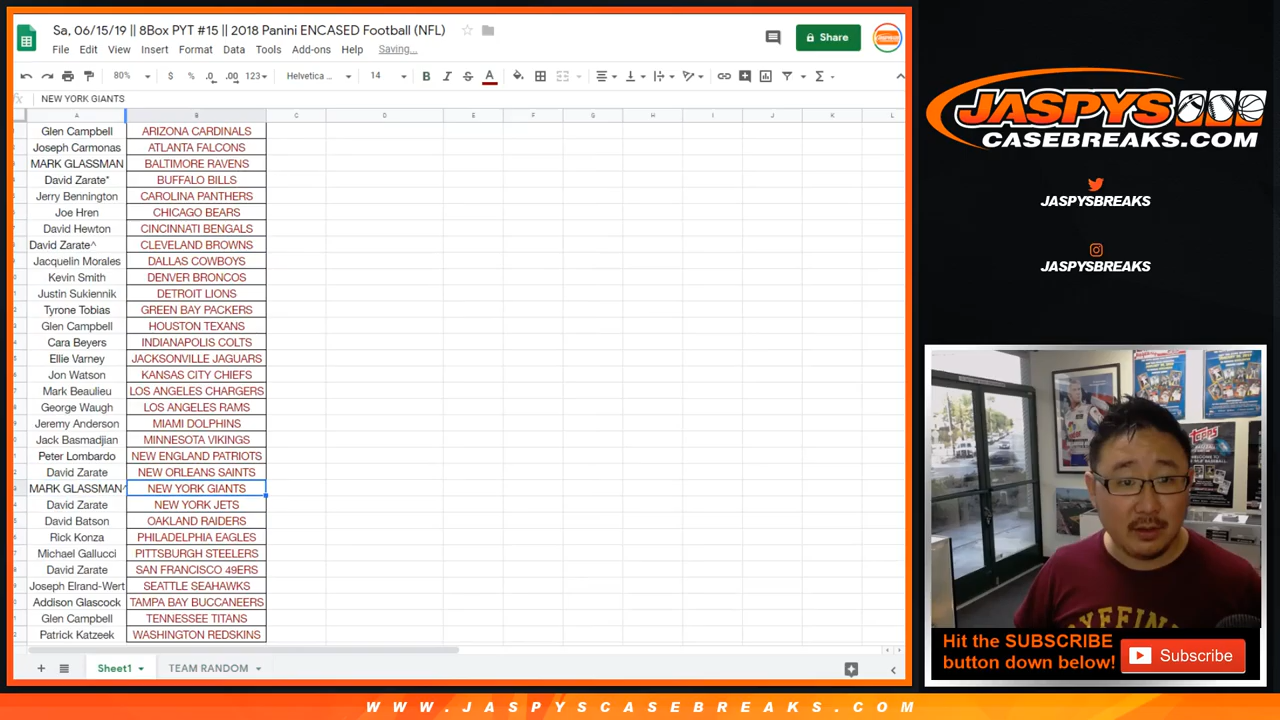 Sa, 06/15/19 || 8Box PYT #15 || 2018 Panini ENCASED Football (NFL)
File Edit View Insert Format Data Tools Add-ons Help Saving...
Share
80% $ % .0 .00 123 Helvetica ... 14 B I S A
fx NEW YORK GIANTS
A B C D E F G H I J K L
Glen Campbell ARIZONA CARDINALS
Joseph Carmonas ATLANTA FALCONS
MARK GLASSMAN BALTIMORE RAVENS
David Zarate* BUFFALO BILLS
Jerry Bennington CAROLINA PANTHERS
Joe Hren CHICAGO BEARS
David Hewton CINCINNATI BENGALS
David Zarate^ CLEVELAND BROWNS
Jacquelin Morales DALLAS COWBOYS
Kevin Smith DENVER BRONCOS
Justin Sukiennik DETROIT LIONS
Tyrone Tobias GREEN BAY PACKERS
Glen Campbell HOUSTON TEXANS
Cara Beyers INDIANAPOLIS COLTS
Ellie Varney JACKSONVILLE JAGUARS
Jon Watson KANSAS CITY CHIEFS
Mark Beaulieu LOS ANGELES CHARGERS
George Waugh LOS ANGELES RAMS
Jeremy Anderson MIAMI DOLPHINS
Jack Basmadjian MINNESOTA VIKINGS
Peter Lombardo NEW ENGLAND PATRIOTS
David Zarate NEW ORLEANS SAINTS
MARK GLASSMAN^ NEW YORK GIANTS
David Zarate NEW YORK JETS
David Batson OAKLAND RAIDERS
Rick Konza PHILADELPHIA EAGLES
Michael Gallucci PITTSBURGH STEELERS
David Zarate SAN FRANCISCO 49ERS
Joseph Elrand-Wert SEATTLE SEAHAWKS
Addison Glascock TAMPA BAY BUCCANEERS
Glen Campbell TENNESSEE TITANS
Patrick Katzeek WASHINGTON REDSKINS
Sheet1 TEAM RANDOM
JASPYS
CASEBREAKS.COM
JASPYSBREAKS
JASPYSBREAKS
topps
Hit the SUBSCRIBE
button down below!
Subscribe
WWW.JASPYSCASEBREAKS.COM